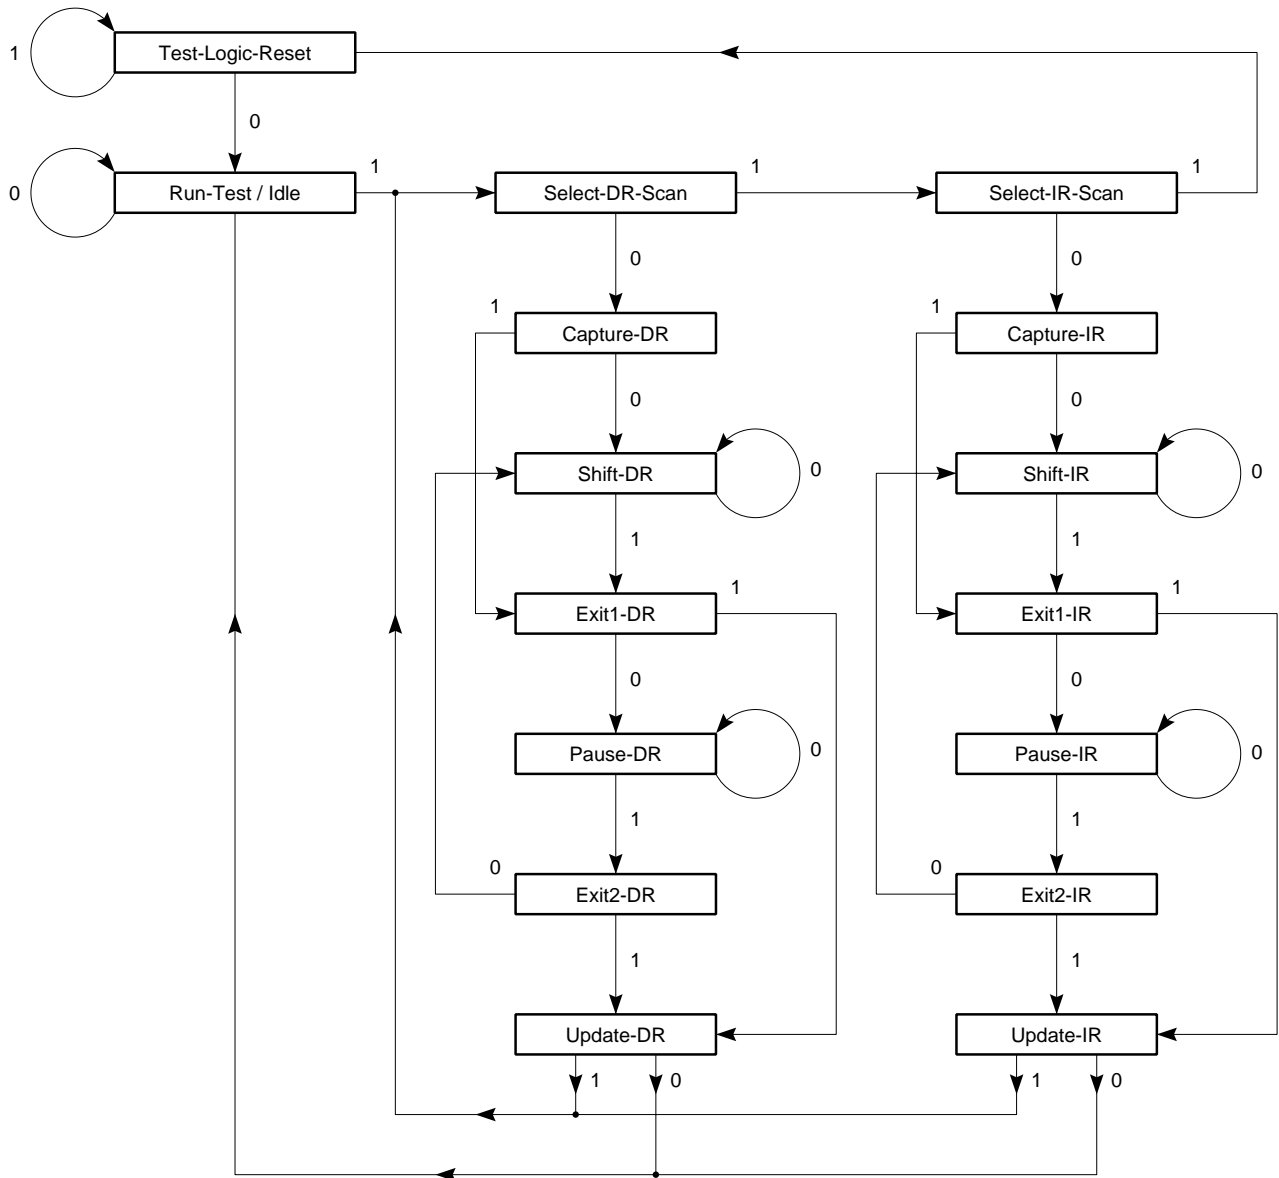 1
Test-Logic-Reset
0
0
Run-Test / Idle
1
Select-DR-Scan
1
Select-IR-Scan
1
0
0
1
Capture-DR
1
Capture-IR
0
0
Shift-DR
0
Shift-IR
0
1
1
Exit1-DR
1
Exit1-IR
1
0
0
Pause-DR
0
Pause-IR
0
1
1
0
Exit2-DR
0
Exit2-IR
1
1
Update-DR
Update-IR
1
0
1
0